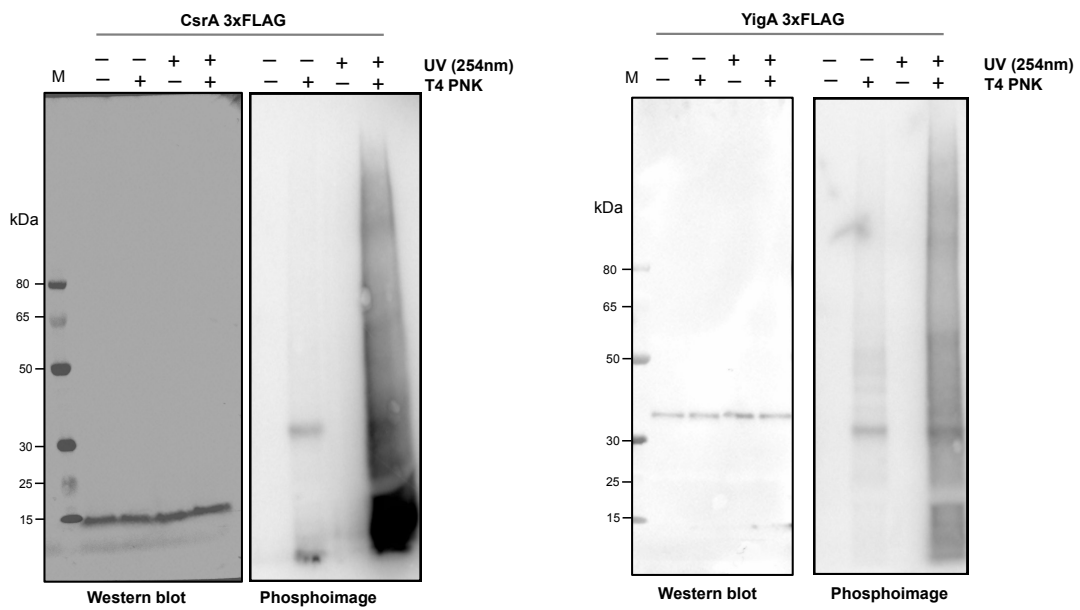 CsrA 3xFLAG
− − + + − − + + UV (254nm)
M − + − + − + − + T4 PNK
kDa
80
65
50
30
25
15
Western blot Phosphoimage
YigA 3xFLAG
− − + + − − + + UV (254nm)
M − + − + − + − + T4 PNK
kDa
80
65
50
30
25
15
Western blot Phosphoimage